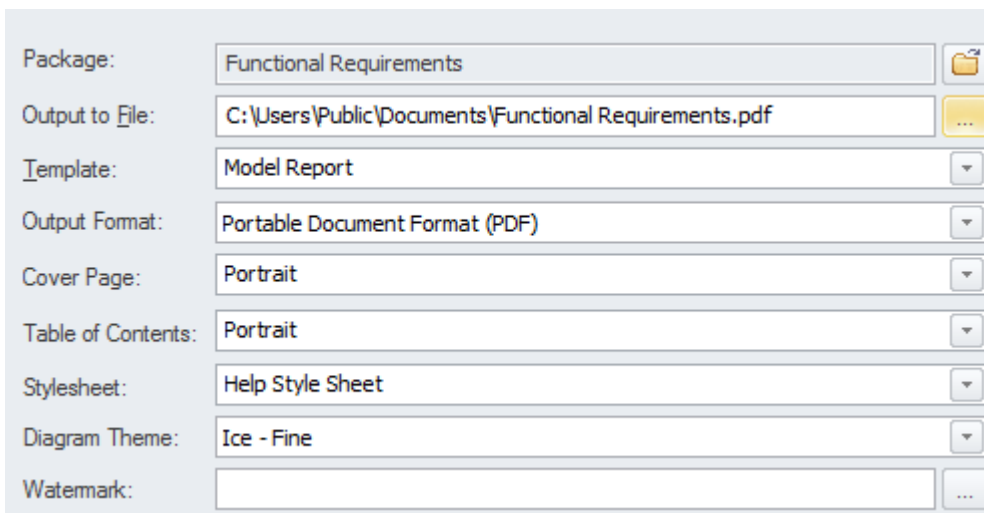 Package: Functional Requirements
Output to File: C:\Users\Public\Documents\Functional Requirements.pdf ...
Template: Model Report
Output Format: Portable Document Format (PDF)
Cover Page: Portrait
Table of Contents: Portrait
Stylesheet: Help Style Sheet
Diagram Theme: Ice - Fine
Watermark: ...